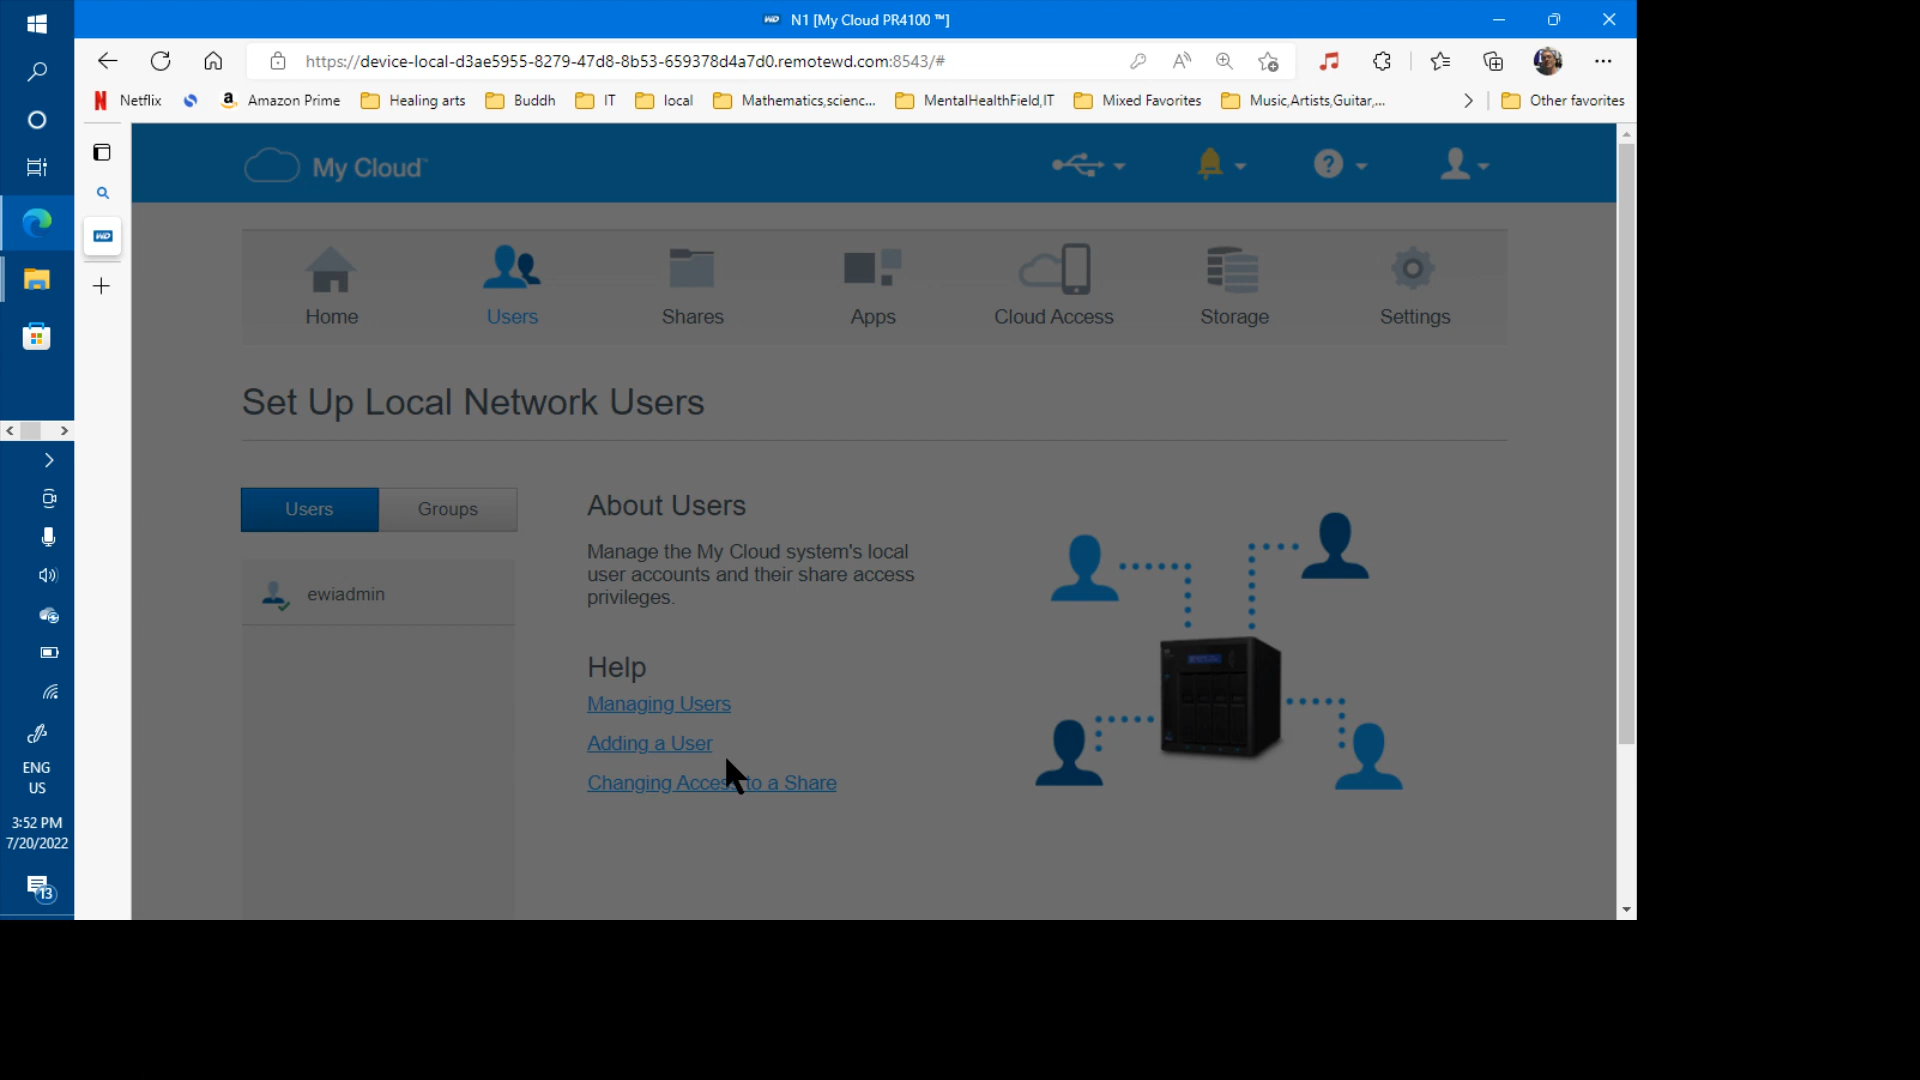 N1 [My Cloud PR4100 ™]
https://device-local-d3ae5955-8279-47d8-8b53-659378d4a7d0.remotewd.com:8543/#
Netflix
a Amazon Prime
Healing arts
Buddh
IT
local
Mathematics,scienc...
MentalHealthField,IT
Mixed Favorites
Music,Artists,Guitar,...
Other favorites
WD
My Cloud™
Home
Users
Shares
Apps
Cloud Access
Storage
Settings
Set Up Local Network Users
Users
Groups
ewiadmin
About Users
Manage the My Cloud system's local
user accounts and their share access
privileges.
Help
Managing Users
Adding a User
Changing Access to a Share
ENG
US
3:52 PM
7/20/2022
13